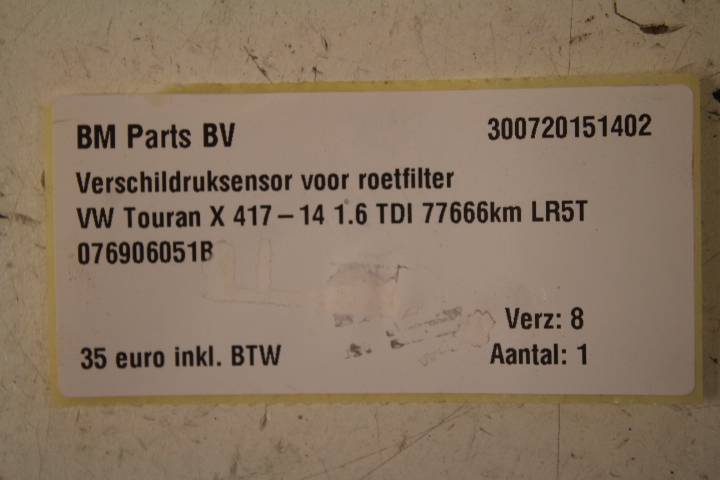 BM Parts BV 300720151402
Verschildruksensor voor roetfilter
VW Touran X 417 – 14 1.6 TDI 77666km LR5T
076906051B
Verz: 8
35 euro inkl. BTW Aantal: 1